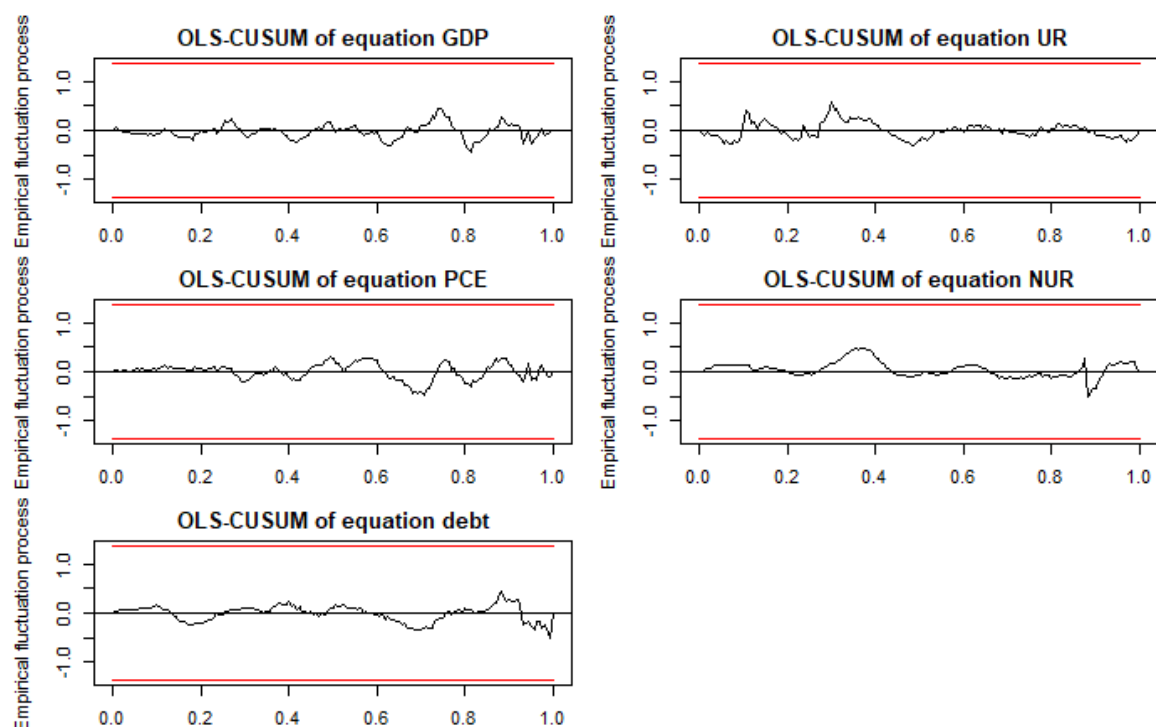 OLS-CUSUM of equation GDP
Empirical fluctuation process
1.0
0.0
-1.0
0.0 0.2 0.4 0.6 0.8 1.0
OLS-CUSUM of equation UR
Empirical fluctuation process
1.0
0.0
-1.0
0.0 0.2 0.4 0.6 0.8 1.0
OLS-CUSUM of equation PCE
Empirical fluctuation process
1.0
0.0
-1.0
0.0 0.2 0.4 0.6 0.8 1.0
OLS-CUSUM of equation NUR
Empirical fluctuation process
1.0
0.0
-1.0
0.0 0.2 0.4 0.6 0.8 1.0
OLS-CUSUM of equation debt
Empirical fluctuation process
1.0
0.0
-1.0
0.0 0.2 0.4 0.6 0.8 1.0